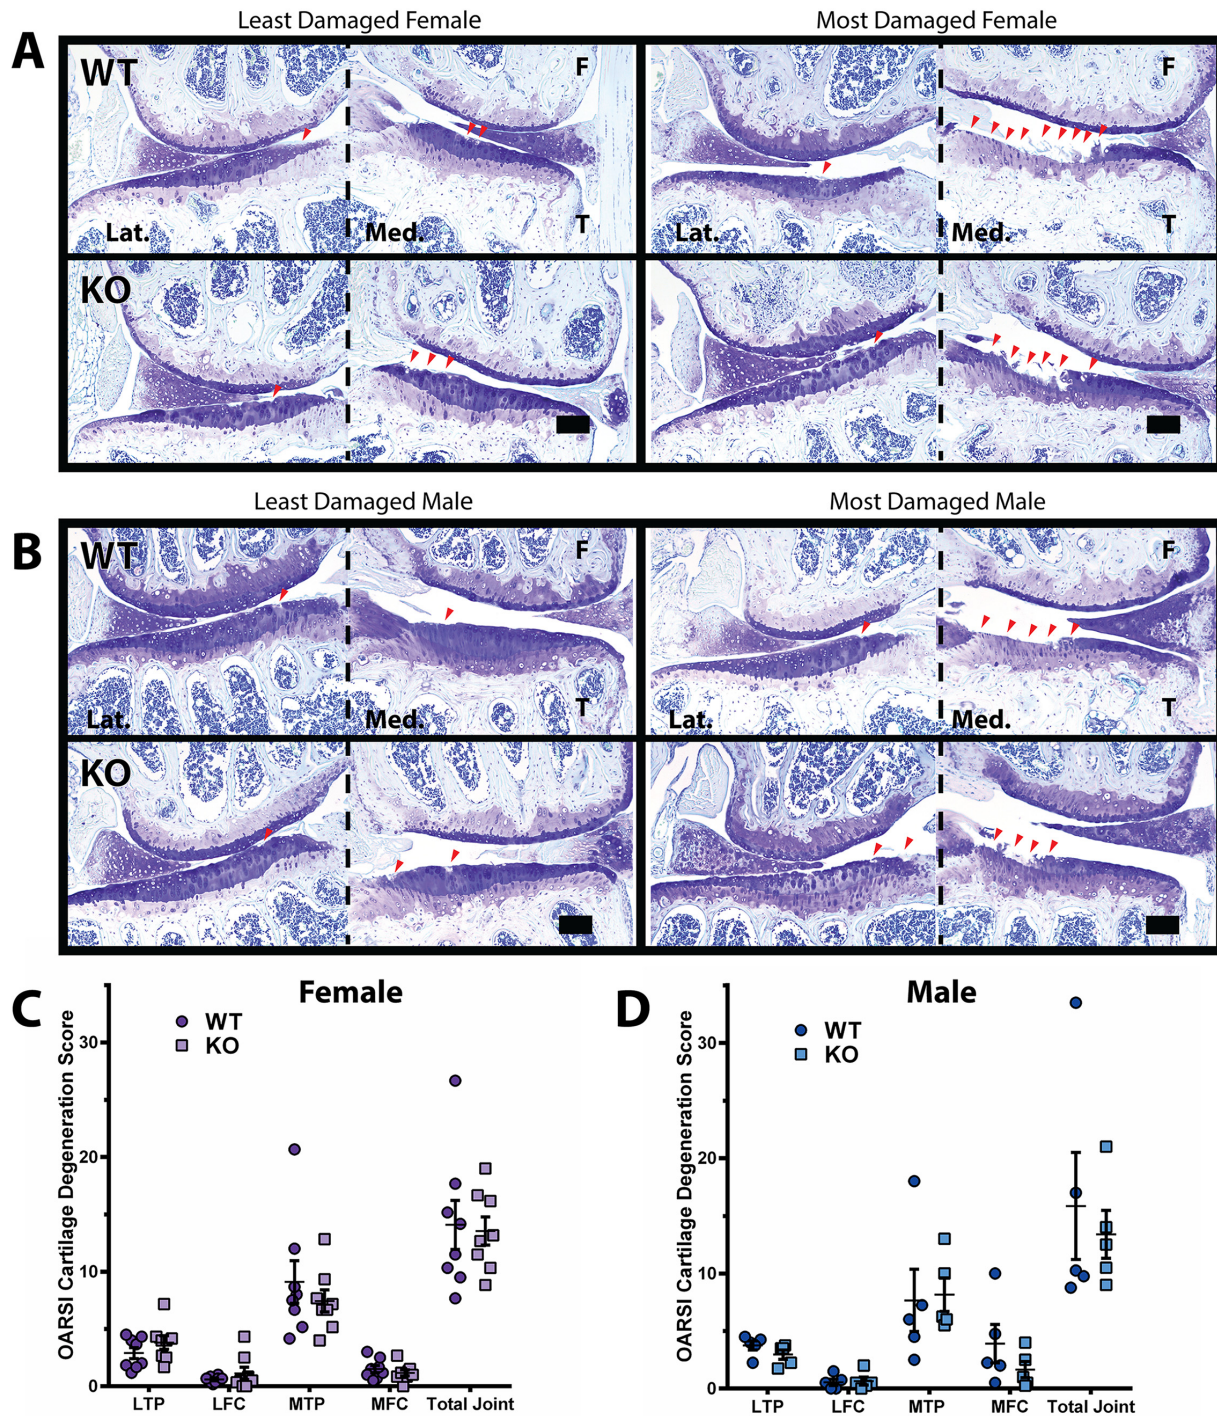 Least Damaged Female
Most Damaged Female
A
WT
F
F
Lat.
Med.
T
Lat.
Med.
T
KO
Least Damaged Male
Most Damaged Male
B
WT
F
F
Lat.
Med.
T
Lat.
Med.
T
KO
C
Female
WT
KO
OARSI Cartilage Degeneration Score
30
20
10
0
LTP
LFC
MTP
MFC
Total Joint
D
Male
WT
KO
OARSI Cartilage Degeneration Score
30
20
10
0
LTP
LFC
MTP
MFC
Total Joint